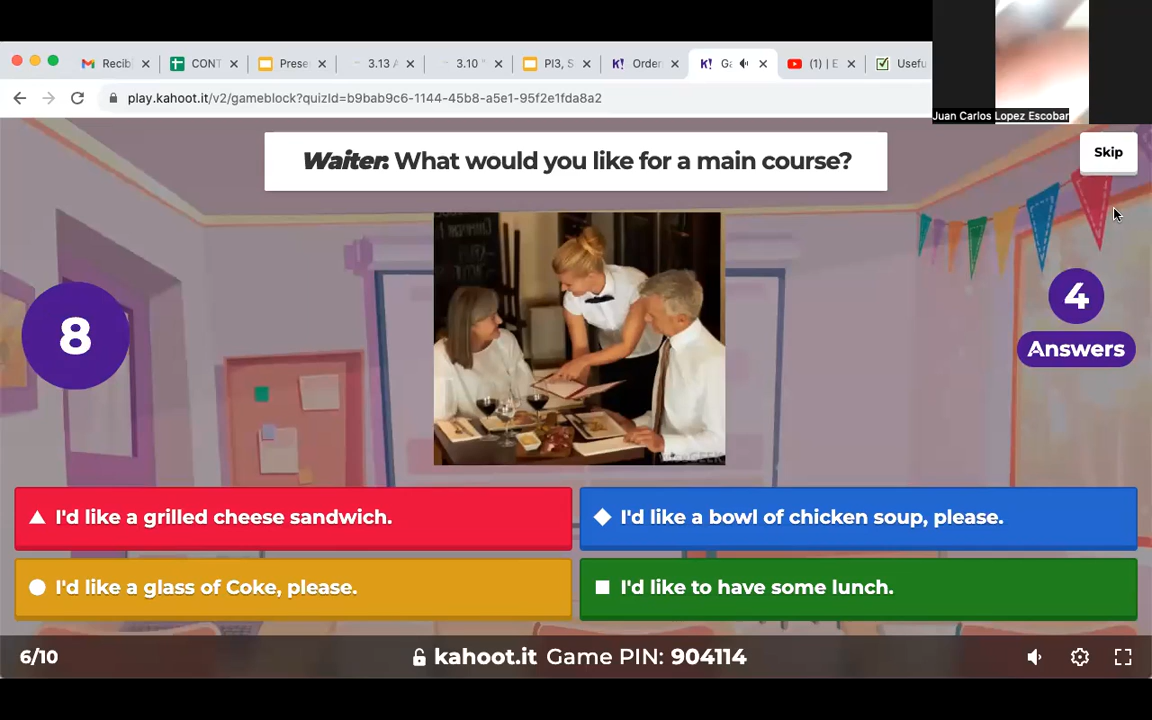 Recib
CONT
Prese
3.13
3.10
PI3, S
K! Order
K! Ga
(1) | E
Usefu
play.kahoot.it/v2/gameblock?quizId=b9bab9c6-1144-45b8-a5e1-95f2e1fda8a2
Juan Carlos Lopez Escobar
Waiter: What would you like for a main course?
Skip
8
4
Answers
I'd like a grilled cheese sandwich.
I'd like a bowl of chicken soup, please.
I'd like a glass of Coke, please.
I'd like to have some lunch.
6/10
kahoot.it Game PIN: 904114